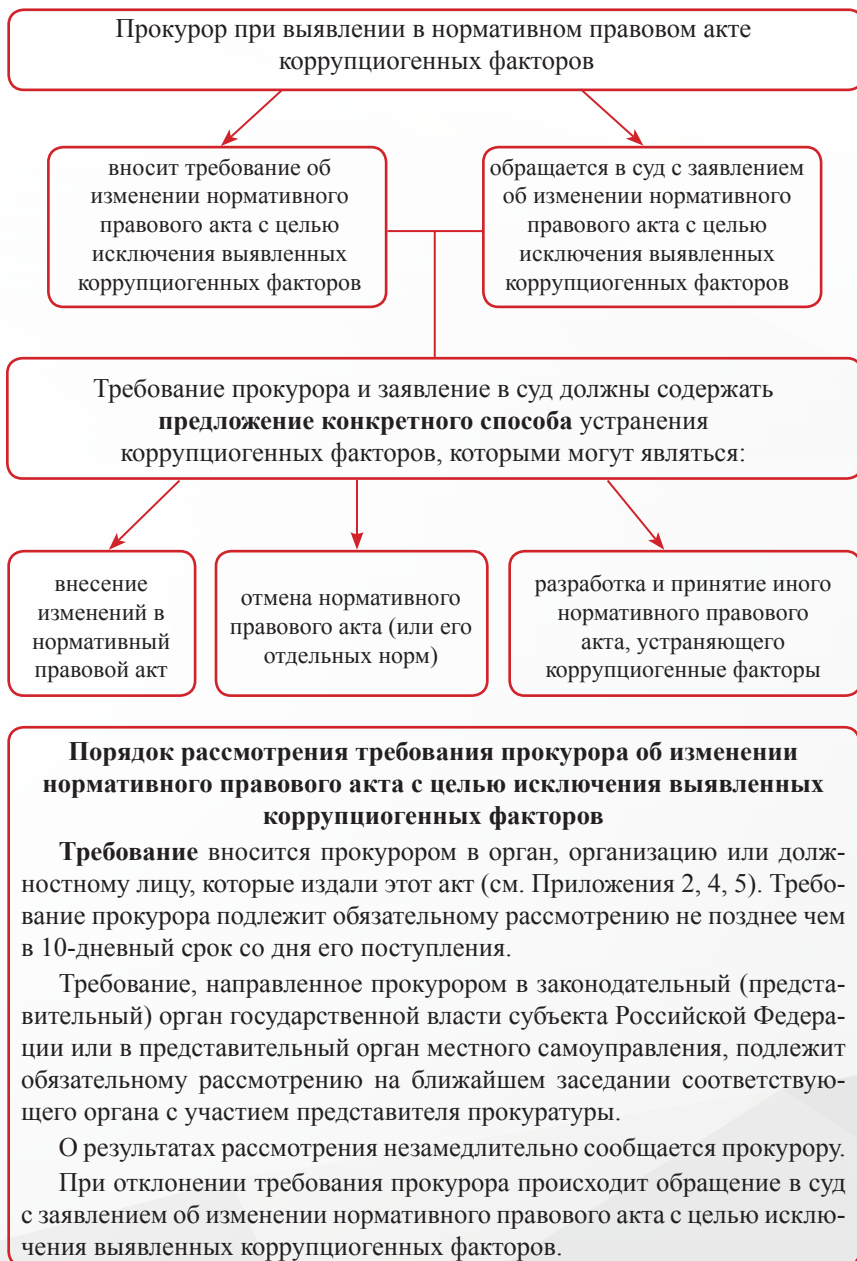 Прокурор при выявлении в нормативном правовом акте
коррупциогенных факторов
вносит требование об
изменении нормативного
правового акта с целью
исключения выявленных
коррупциогенных факторов
обращается в суд с заявлением
об изменении нормативного
правового акта с целью
исключения выявленных
коррупциогенных факторов
Требование прокурора и заявление в суд должны содержать
предложение конкретного способа устранения
коррупциогенных факторов, которыми могут являться:
внесение
изменений в
нормативный
правовой акт
отмена нормативного
правового акта (или его
отдельных норм)
разработка и принятие иного
нормативного правового
акта, устраняющего
коррупциогенные факторы
Порядок рассмотрения требования прокурора об изменении
нормативного правового акта с целью исключения выявленных
коррупциогенных факторов
Требование вносится прокурором в орган, организацию или долж-
ностному лицу, которые издали этот акт (см. Приложения 2, 4, 5). Требо-
вание прокурора подлежит обязательному рассмотрению не позднее чем
в 10-дневный срок со дня его поступления.
Требование, направленное прокурором в законодательный (предста-
вительный) орган государственной власти субъекта Российской Федера-
ции или в представительный орган местного самоуправления, подлежит
обязательному рассмотрению на ближайшем заседании соответствую-
щего органа с участием представителя прокуратуры.
О результатах рассмотрения незамедлительно сообщается прокурору.
При отклонении требования прокурора происходит обращение в суд
с заявлением об изменении нормативного правового акта с целью исклю-
чения выявленных коррупциогенных факторов.